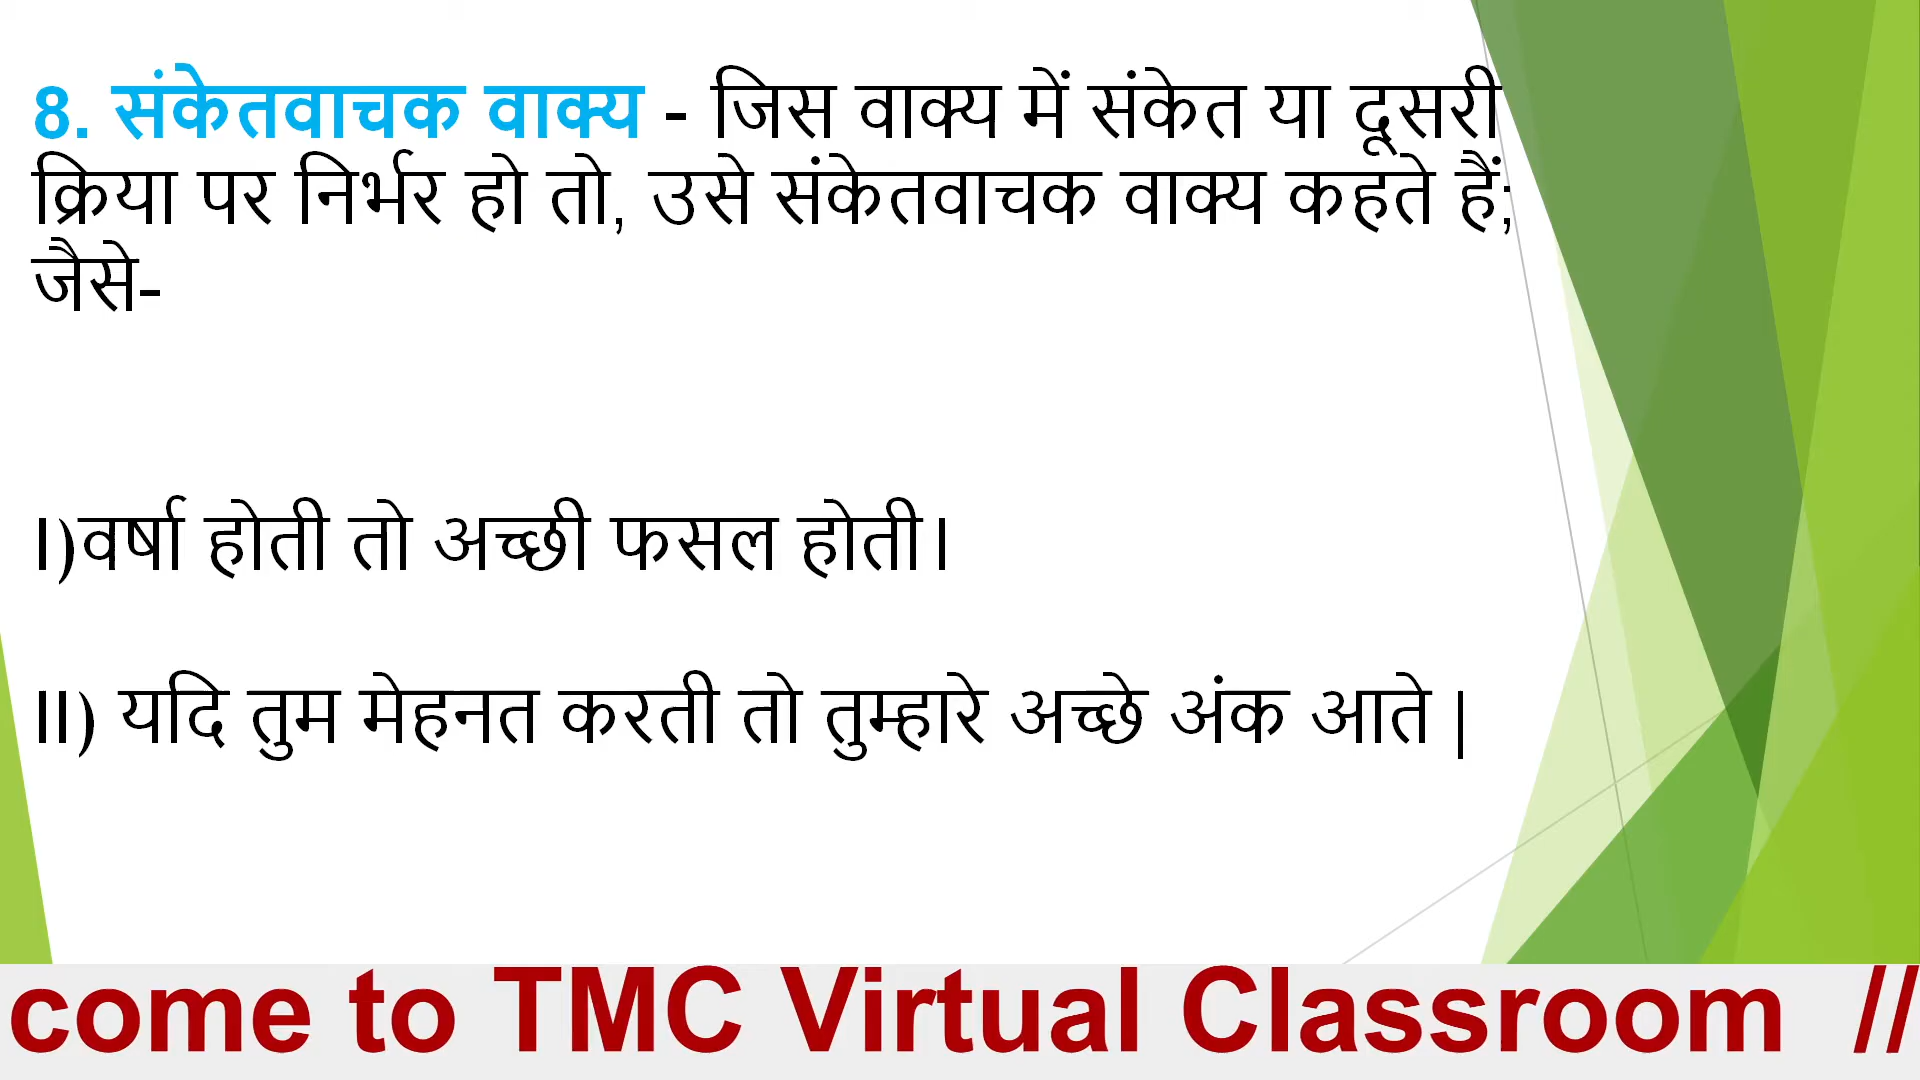 8. संकेतवाचक वाक्य - जिस वाक्य में संकेत या दूसरी
क्रिया पर निर्भर हो तो, उसे संकेतवाचक वाक्य कहते हैं;
जैसे-
I)वर्षा होती तो अच्छी फसल होती।
II) यदि तुम मेहनत करती तो तुम्हारे अच्छे अंक आते |
come to TMC Virtual Classroom //